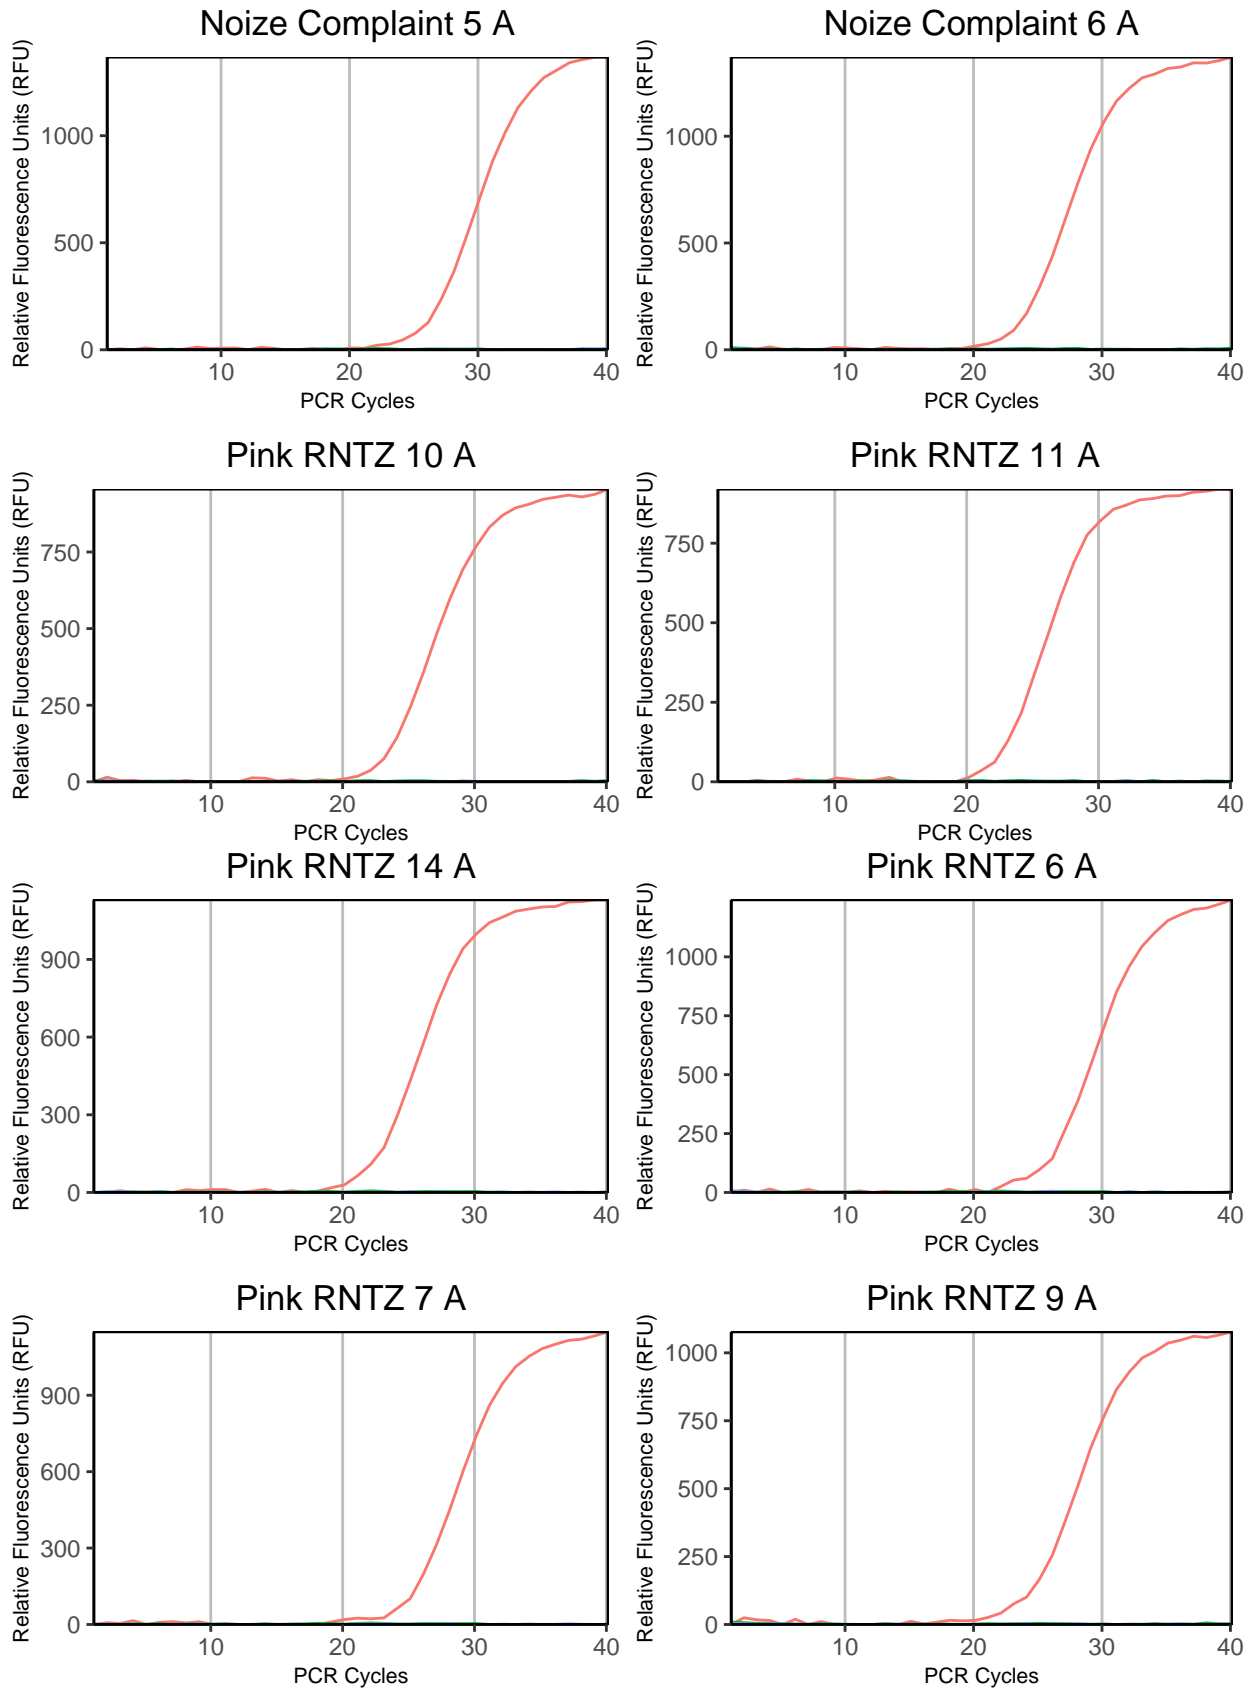 Noize Complaint 5 A
Relative Fluorescence Units (RFU)
1000
500
0
10 20 30 40
PCR Cycles
Noize Complaint 6 A
Relative Fluorescence Units (RFU)
1000
500
0
10 20 30 40
PCR Cycles
Pink RNTZ 10 A
Relative Fluorescence Units (RFU)
750
500
250
0
10 20 30 40
PCR Cycles
Pink RNTZ 11 A
Relative Fluorescence Units (RFU)
750
500
250
0
10 20 30 40
PCR Cycles
Pink RNTZ 14 A
Relative Fluorescence Units (RFU)
900
600
300
0
10 20 30 40
PCR Cycles
Pink RNTZ 6 A
Relative Fluorescence Units (RFU)
1000
750
500
250
0
10 20 30 40
PCR Cycles
Pink RNTZ 7 A
Relative Fluorescence Units (RFU)
900
600
300
0
10 20 30 40
PCR Cycles
Pink RNTZ 9 A
Relative Fluorescence Units (RFU)
1000
750
500
250
0
10 20 30 40
PCR Cycles